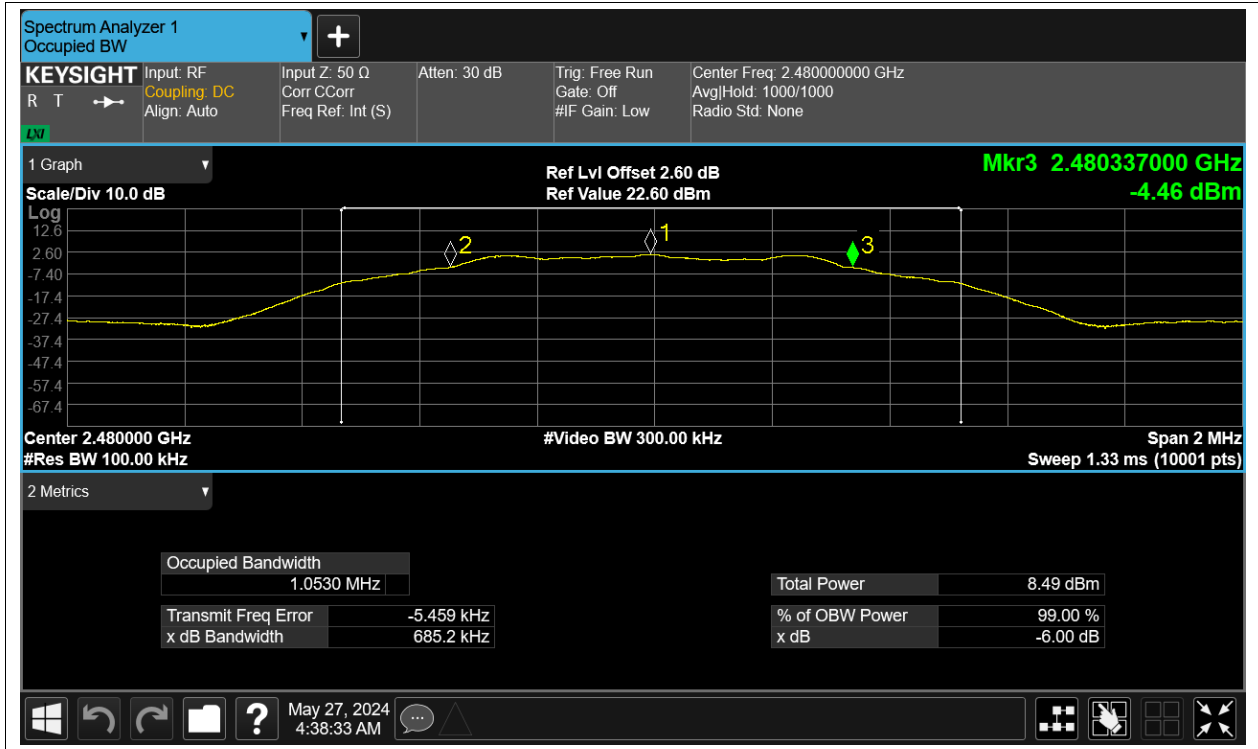 Spectrum Analyzer 1
Occupied BW
+
KEYSIGHT
R T
LXI
Input: RF
Coupling: DC
Align: Auto
Input Z: 50 Ω
Corr CCorr
Freq Ref: Int (S)
Atten: 30 dB
Trig: Free Run
Gate: Off
#IF Gain: Low
Center Freq: 2.480000000 GHz
Avg|Hold: 1000/1000
Radio Std: None
1 Graph
Scale/Div 10.0 dB
Ref Lvl Offset 2.60 dB
Ref Value 22.60 dBm
Mkr3 2.480337000 GHz
-4.46 dBm
Log
12.6
2.60
-7.40
-17.4
-27.4
-37.4
-47.4
-57.4
-67.4
2
1
3
Center 2.480000 GHz
#Res BW 100.00 kHz
#Video BW 300.00 kHz
Span 2 MHz
Sweep 1.33 ms (10001 pts)
2 Metrics
Occupied Bandwidth
1.0530 MHz
Transmit Freq Error -5.459 kHz
x dB Bandwidth 685.2 kHz
Total Power 8.49 dBm
% of OBW Power 99.00 %
x dB -6.00 dB
?
May 27, 2024
4:38:33 AM